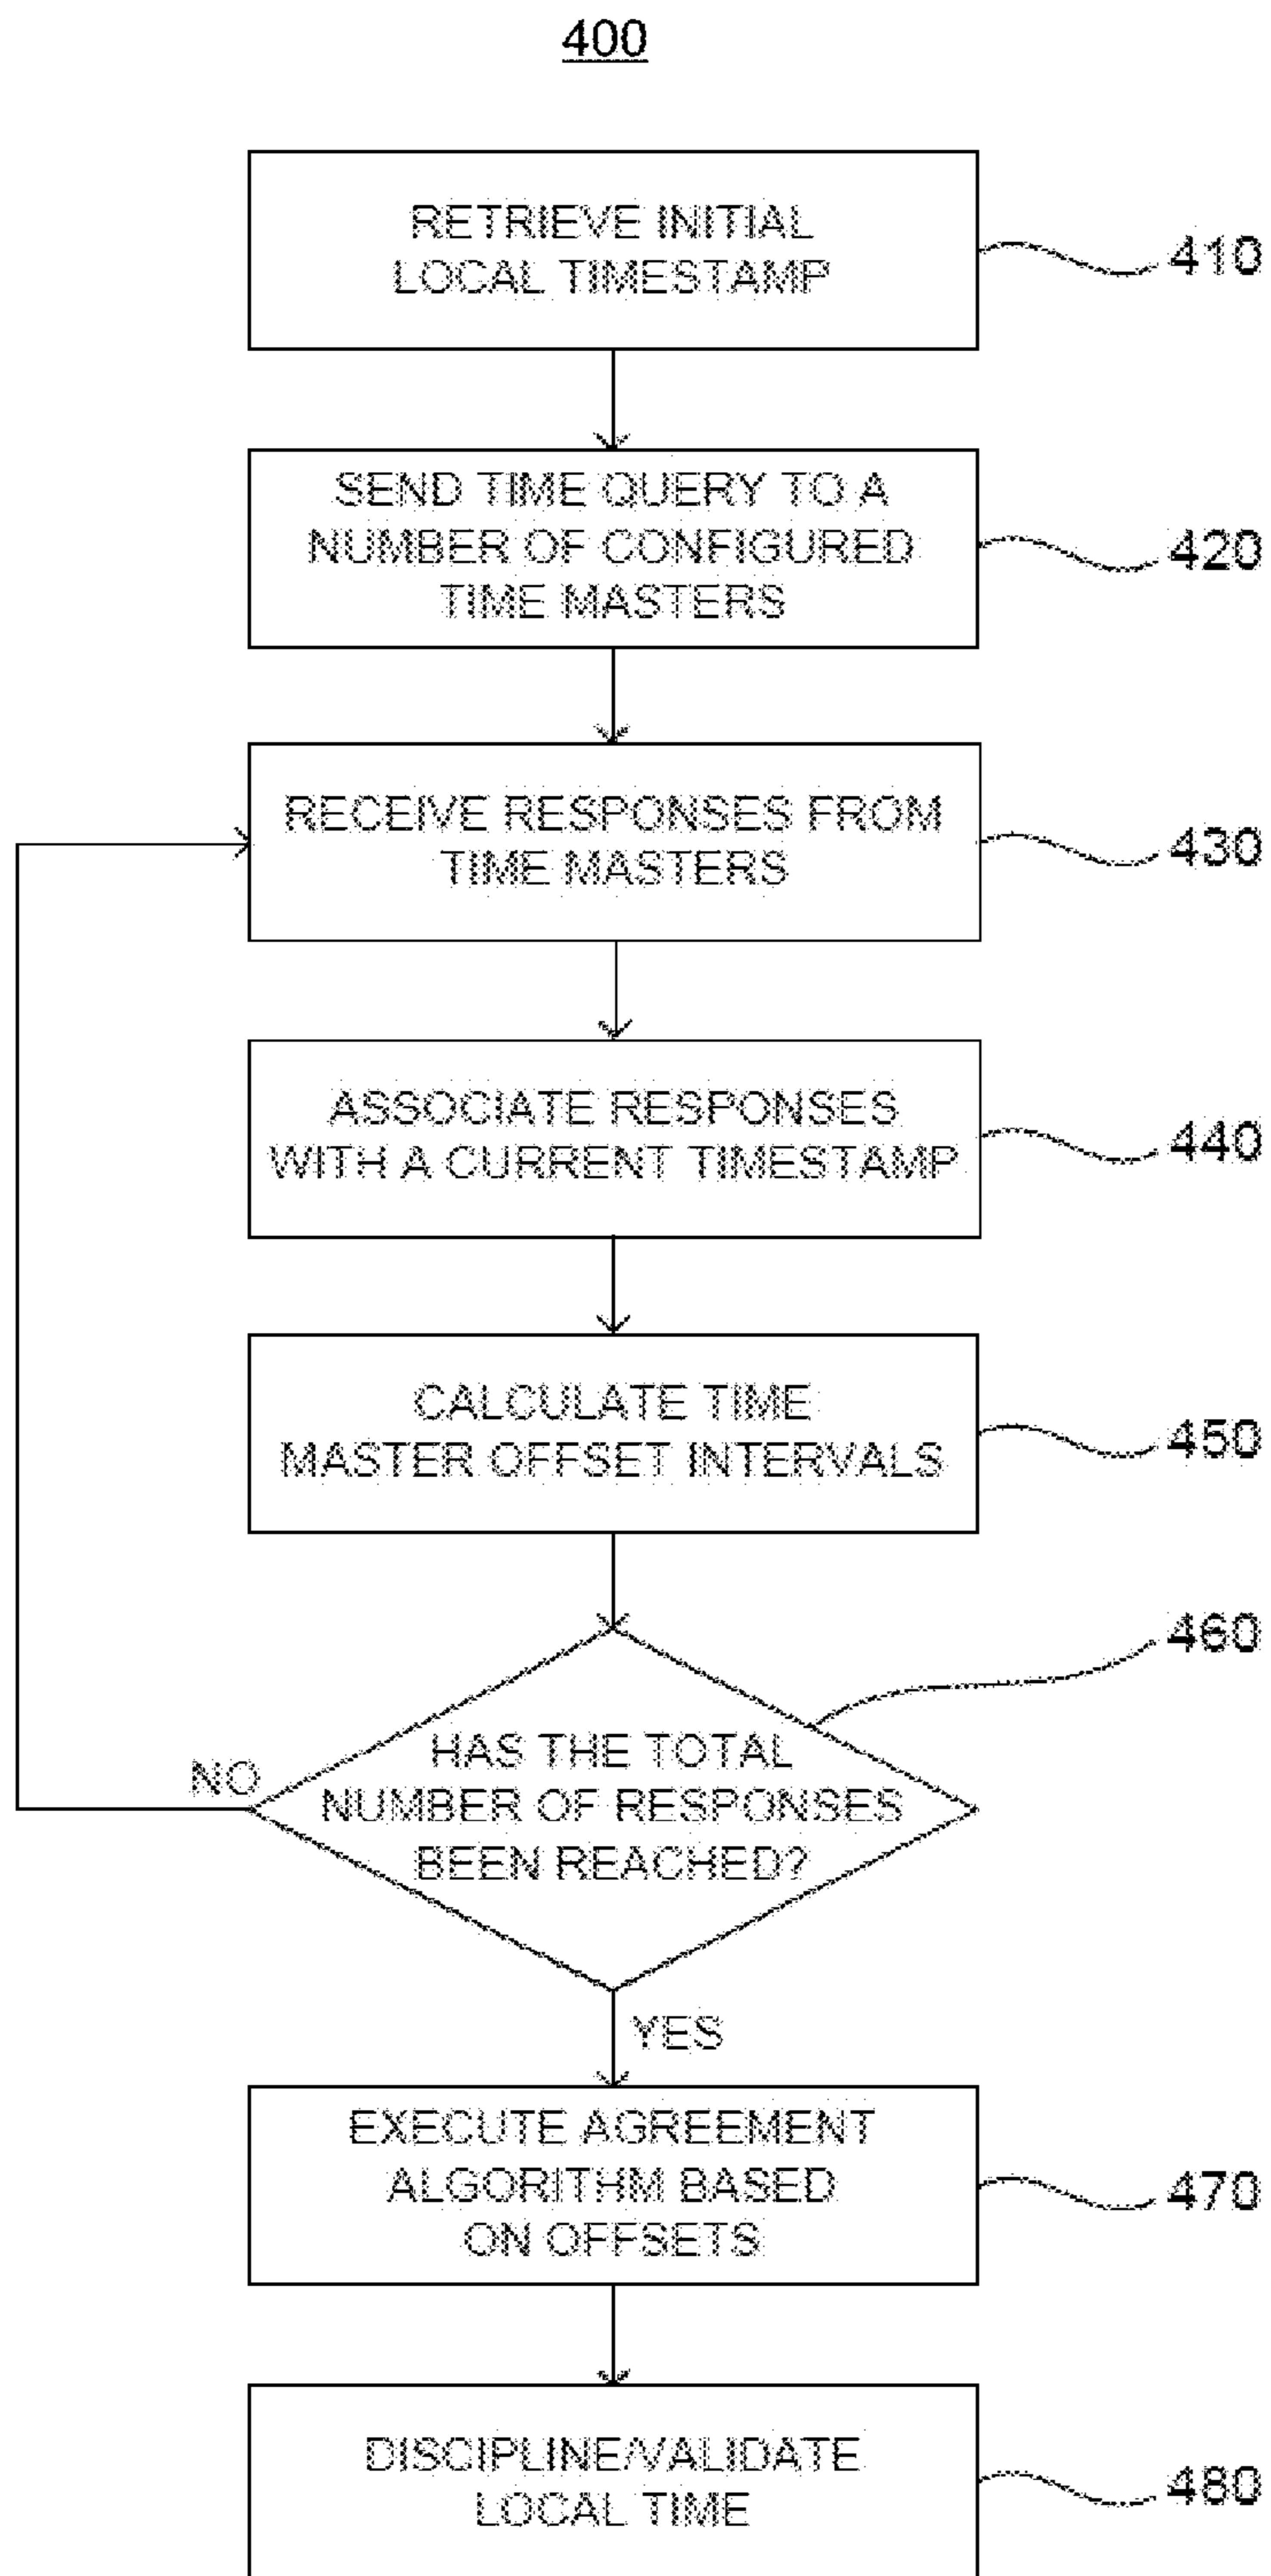 400
RETRIEVE INITIAL
LOCAL TIMESTAMP
410
SEND TIME QUERY TO A
NUMBER OF CONFIGURED
TIME MASTERS
420
RECEIVE RESPONSES FROM
TIME MASTERS
430
ASSOCIATE RESPONSES
WITH A CURRENT TIMESTAMP
440
CALCULATE TIME
MASTER OFFSET INTERVALS
450
460
HAS THE TOTAL
NUMBER OF RESPONSES
BEEN REACHED?
NO
YES
EXECUTE AGREEMENT
ALGORITHM BASED
ON OFFSETS
470
DISCIPLINE/VALIDATE
LOCAL TIME
480